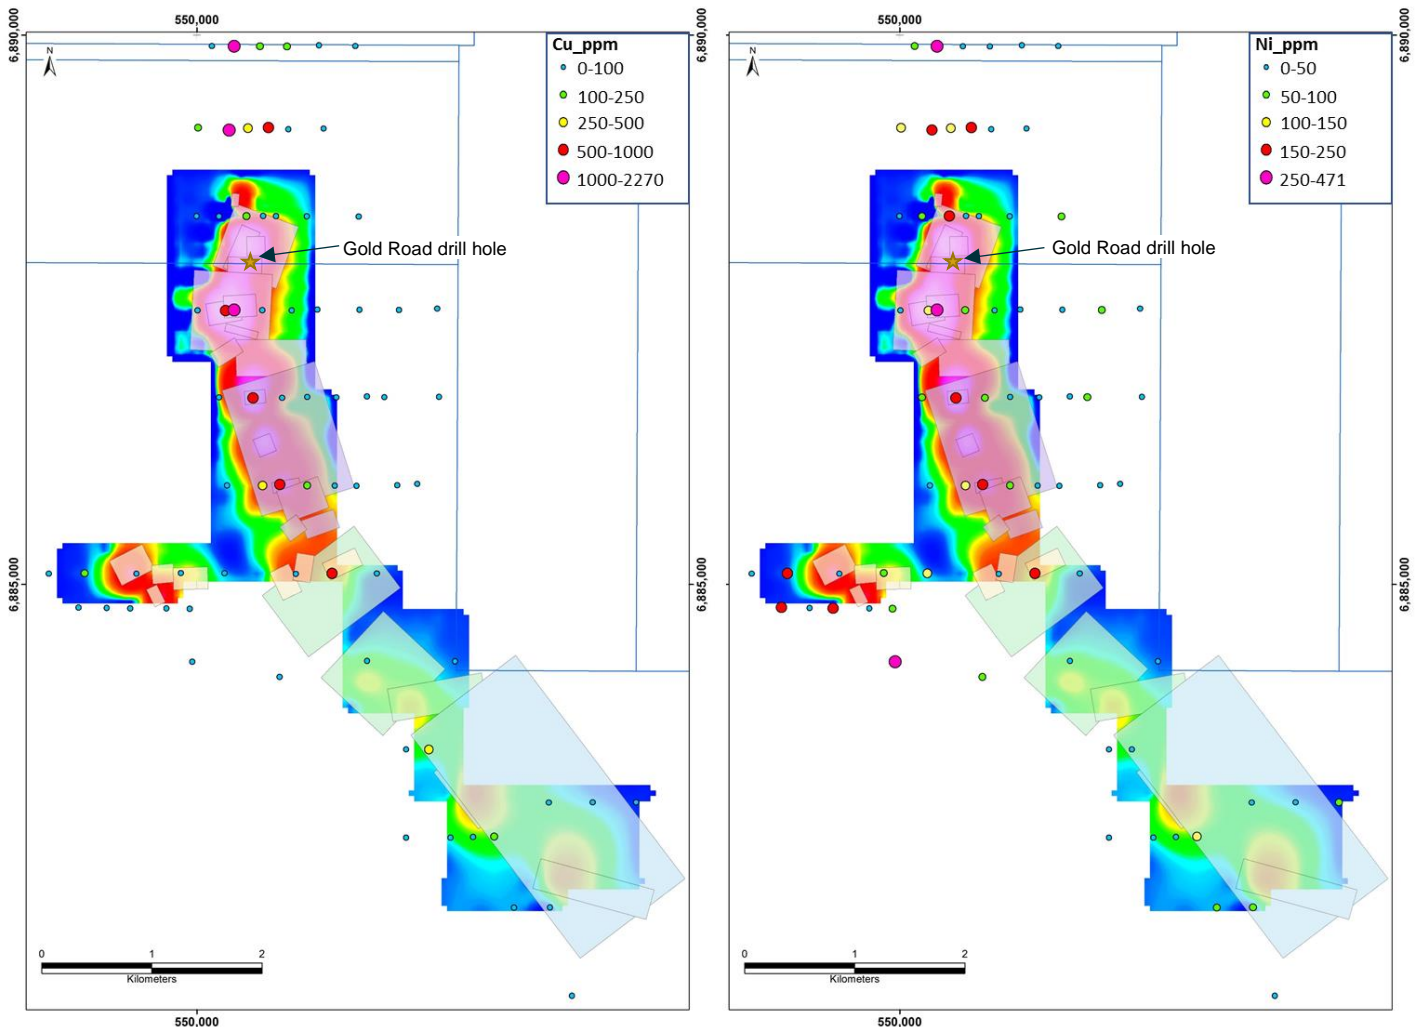 550,000
550,000
6,890,000
6,890,000
N
Cu_ppm
0-100
100-250
250-500
500-1000
1000-2270
N
Ni_ppm
0-50
50-100
100-150
150-250
250-471
Gold Road drill hole
Gold Road drill hole
6,885,000
6,885,000
0 1 2
Kilometers
0 1 2
Kilometers
550,000
550,000